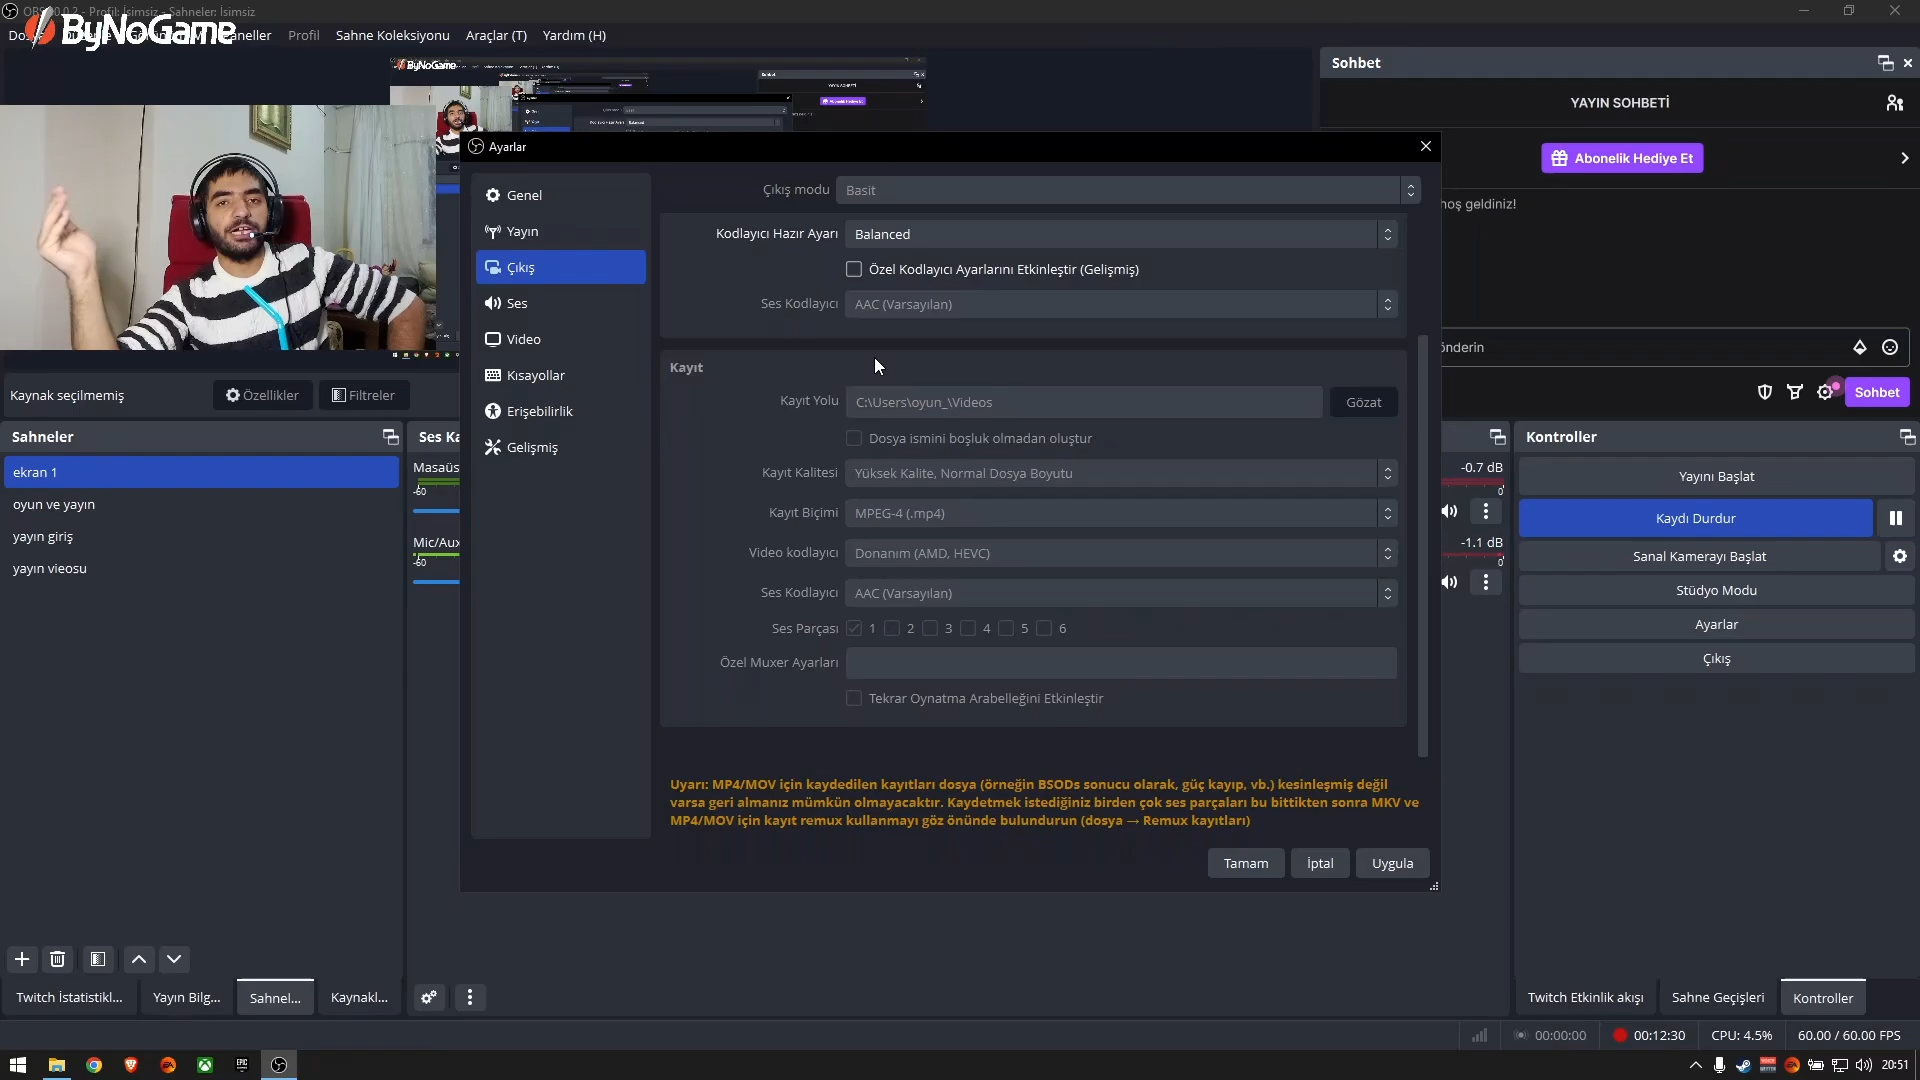 Profil: İsimsiz - Sahneler: İsimsiz
ByNoGame
Profil
Sahne Koleksiyonu
Araçlar (T)
Yardım (H)
Sohbet
YAYIN SOHBETİ
Abonelik Hediye Et
hoş geldiniz!
Sohbet
Ayarlar
Genel
Yayın
Çıkış
Ses
Video
Kısayollar
Erişebilirlik
Gelişmiş
Çıkış modu
Basit
Kodlayıcı Hazır Ayarı
Balanced
Özel Kodlayıcı Ayarlarını Etkinleştir (Gelişmiş)
Ses Kodlayıcı
AAC (Varsayılan)
Kayıt
Kayıt Yolu
C:\Users\oyun_\Videos
Gözat
Dosya ismini boşluk olmadan oluştur
Kayıt Kalitesi
Yüksek Kalite, Normal Dosya Boyutu
Kayıt Biçimi
MPEG-4 (.mp4)
Video kodlayıcı
Donanım (AMD, HEVC)
Ses Kodlayıcı
AAC (Varsayılan)
Ses Parçası
1 2 3 4 5 6
Özel Muxer Ayarları
Tekrar Oynatma Arabelleğini Etkinleştir
Uyarı: MP4/MOV için kaydedilen kayıtları dosya (örneğin BSODs sonucu olarak, güç kayıp, vb.) kesinleşmiş değil
varsa geri almanız mümkün olmayacaktır. Kaydetmek istediğiniz birden çok ses parçaları bu bittikten sonra MKV ve
MP4/MOV için kayıt remux kullanmayı göz önünde bulundurun (dosya → Remux kayıtları)
Tamam
İptal
Uygula
Kaynak seçilmemiş
Özellikler
Filtreler
Sahneler
ekran 1
oyun ve yayın
yayın giriş
yayın vieosu
Ses Ka
Masaüs
-60
Mic/Aux
-60
-0.7 dB
0
-1.1 dB
0
Kontroller
Yayını Başlat
Kaydı Durdur
Sanal Kamerayı Başlat
Stüdyo Modu
Ayarlar
Çıkış
Twitch İstatistikl...
Yayın Bilg...
Sahnel...
Kaynakl...
Twitch Etkinlik akışı
Sahne Geçişleri
Kontroller
00:00:00
00:12:30
CPU: 4.5%
60.00 / 60.00 FPS
20:51